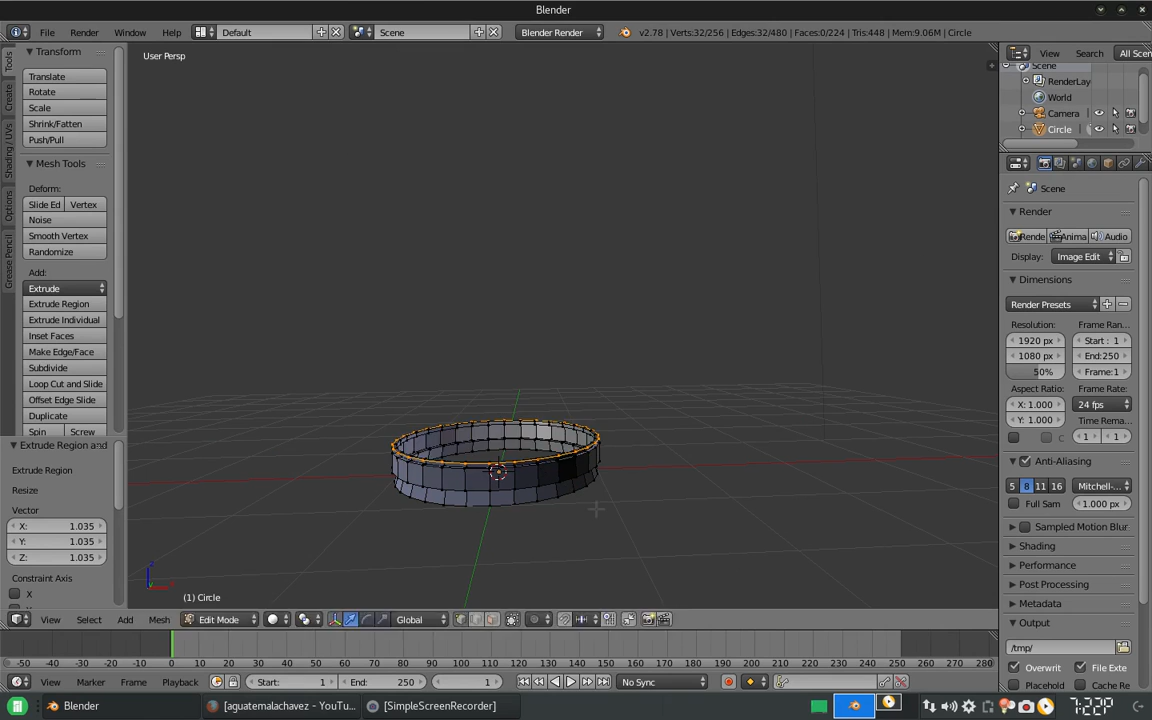 Blender
File
Render
Window
Help
Default
Scene
Blender Render
v2.78 | Verts:32/256 | Edges:32/480 | Faces:0/224 | Tris:448 | Mem:9.06M | Circle
Tools
Create
Shading / UVs
Options
Grease Pencil
Transform
Translate
Rotate
Scale
Shrink/Fatten
Push/Pull
Mesh Tools
Deform:
Slide Ed
Vertex
Noise
Smooth Vertex
Randomize
Add:
Extrude
Extrude Region
Extrude Individual
Inset Faces
Make Edge/Face
Subdivide
Loop Cut and Slide
Offset Edge Slide
Duplicate
Spin
Screw
Extrude Region and
Extrude Region
Resize
Vector
X: 1.035
Y: 1.035
Z: 1.035
Constraint Axis
X
User Persp
(1) Circle
View
Search
All Scen
Scene
RenderLay
World
Camera
Circle
Scene
Render
Rende
Anima
Audio
Display:
Image Edit
Dimensions
Render Presets
Resolution:
Frame Ran...
1920 px
Start : 1
1080 px
End:250
50%
Frame:1
Aspect Ratio:
Frame Rate:
X: 1.000
24 fps
Y: 1.000
Time Rema...
1
1
C
Anti-Aliasing
5
8
11
16
Mitchell-...
Full Sam
1.000 px
Sampled Motion Blur
Shading
Performance
Post Processing
Metadata
Output
/tmp/
Overwrit
File Exte
Placehold
Cache Re
View
Select
Add
Mesh
Edit Mode
Global
-50 -40 -30 -20 -10 0 10 20 30 40 50 60 70 80 90 100 110 120 130 140 150 160 170 180 190 200 210 220 230 240 250 260 270 280
View
Marker
Frame
Playback
Start: 1
End: 250
1
No Sync
Blender
[aguatemalachavez - YouTu...
[SimpleScreenRecorder]
7:22P